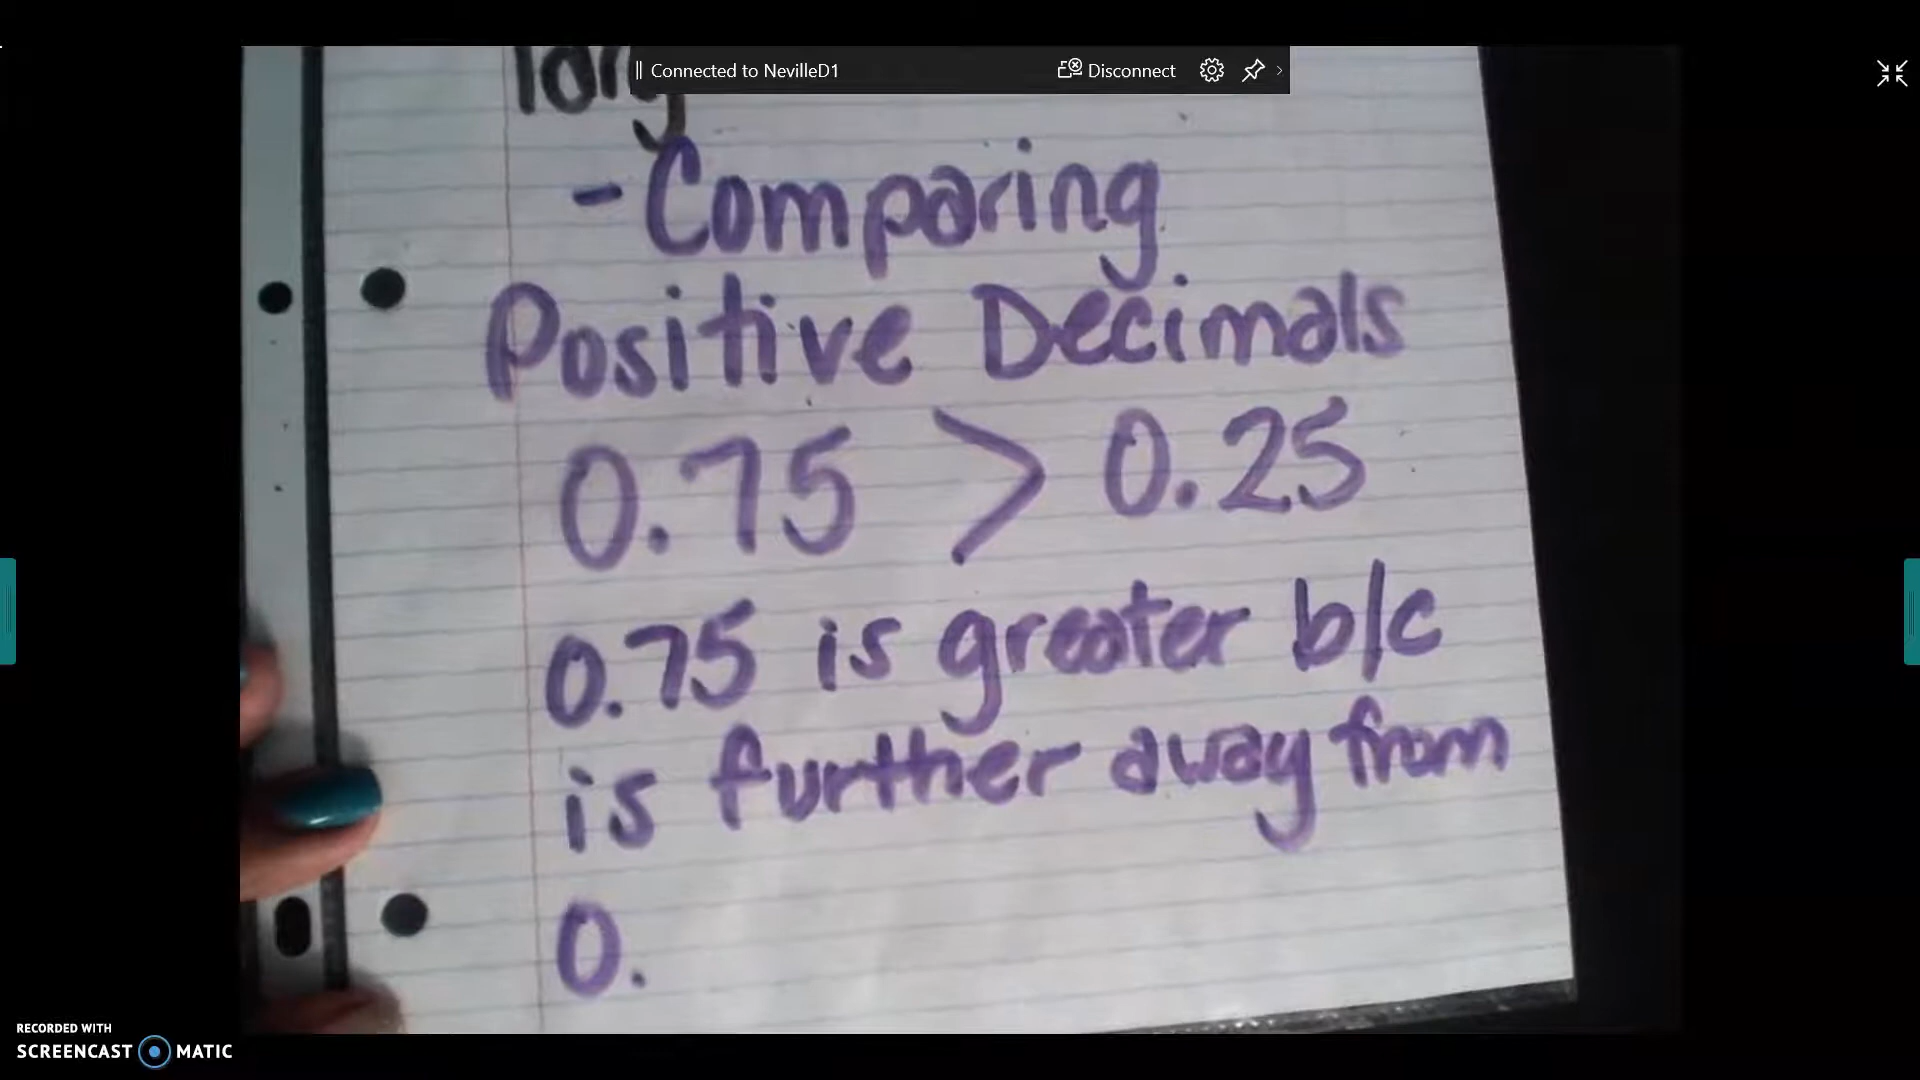 Connected to NevilleD1
Disconnect
- Comparing
Positive Decimals
0.75 > 0.25
0.75 is greater b/c
is further away from
0.
RECORDED WITH
SCREENCAST MATIC